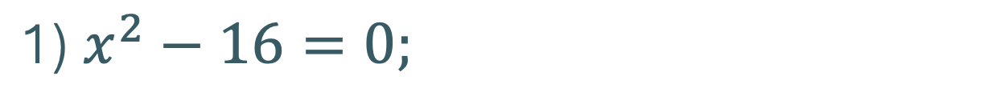 1) x² − 16 = 0;